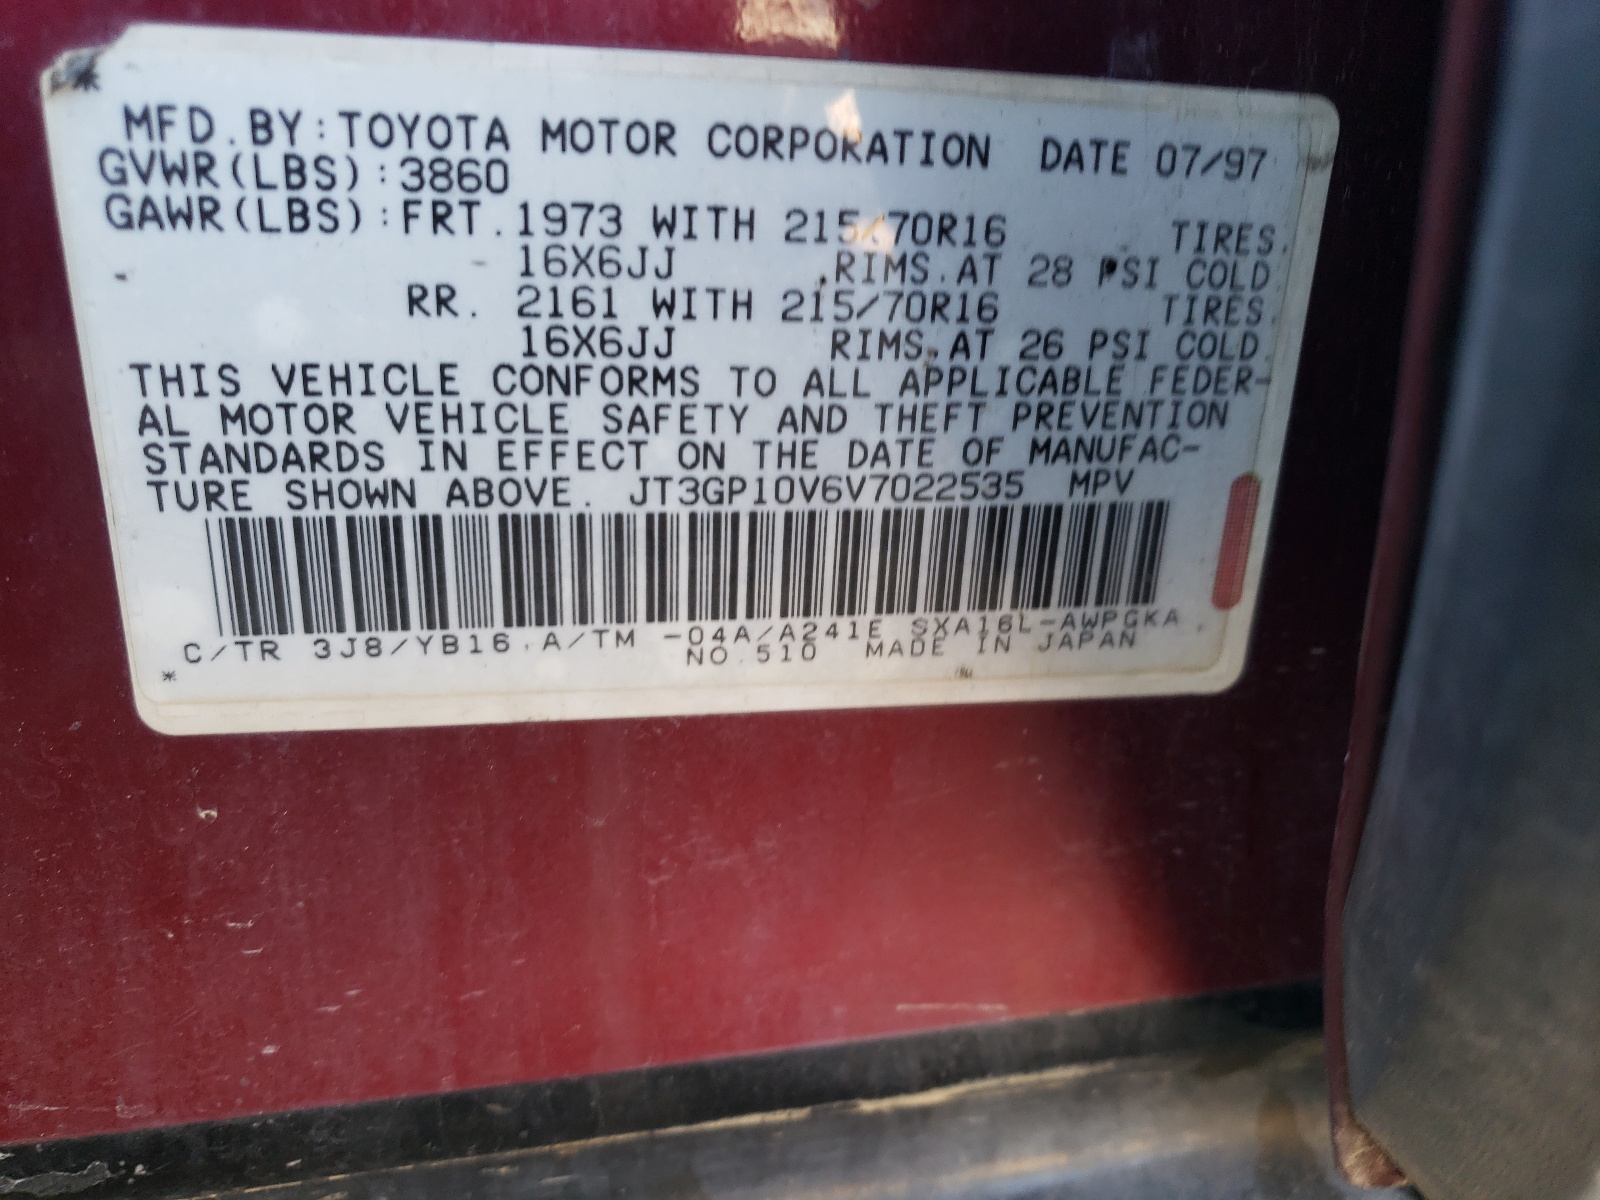 MFD.BY:TOYOTA MOTOR CORPORATION DATE 07/97
GVWR(LBS):3860
GAWR(LBS):FRT.1973 WITH 215/70R16 TIRES.
16X6JJ RIMS.AT 28 PSI COLD
RR. 2161 WITH 215/70R16 TIRES.
16X6JJ RIMS,AT 26 PSI COLD.
THIS VEHICLE CONFORMS TO ALL APPLICABLE FEDER-
AL MOTOR VEHICLE SAFETY AND THEFT PREVENTION
STANDARDS IN EFFECT ON THE DATE OF MANUFAC-
TURE SHOWN ABOVE. JT3GP10V6V7022535 MPV
C/TR 3J8/YB16.A/TM -04A/A241E SXA16L-AWPGKA
NO.510 MADE IN JAPAN
*